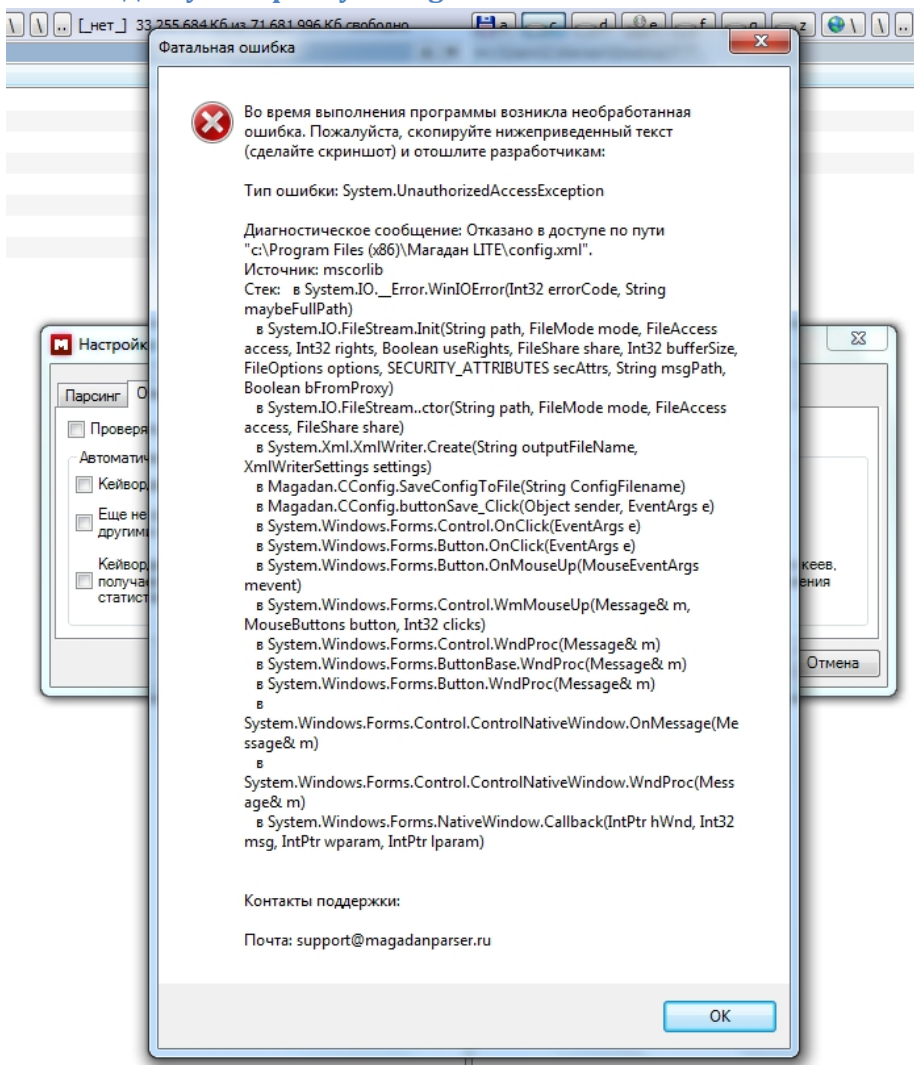 \ \ .. [_нет_] 33 255 684 Кб из 71 681 996 Кб свободно a c d e f g z \ \ ..
Фатальная ошибка
Во время выполнения программы возникла необработанная
ошибка. Пожалуйста, скопируйте нижеприведенный текст
(сделайте скриншот) и отошлите разработчикам:
Тип ошибки: System.UnauthorizedAccessException
Диагностическое сообщение: Отказано в доступе по пути
"c:\Program Files (x86)\Магадан LITE\config.xml".
Источник: mscorlib
Стек: в System.IO.__Error.WinIOError(Int32 errorCode, String
maybeFullPath)
в System.IO.FileStream.Init(String path, FileMode mode, FileAccess
access, Int32 rights, Boolean useRights, FileShare share, Int32 bufferSize,
FileOptions options, SECURITY_ATTRIBUTES secAttrs, String msgPath,
Boolean bFromProxy)
в System.IO.FileStream..ctor(String path, FileMode mode, FileAccess
access, FileShare share)
в System.Xml.XmlWriter.Create(String outputFileName,
XmlWriterSettings settings)
в Magadan.CConfig.SaveConfigToFile(String ConfigFilename)
в Magadan.CConfig.buttonSave_Click(Object sender, EventArgs e)
в System.Windows.Forms.Control.OnClick(EventArgs e)
в System.Windows.Forms.Button.OnClick(EventArgs e)
в System.Windows.Forms.Button.OnMouseUp(MouseEventArgs
mevent)
в System.Windows.Forms.Control.WmMouseUp(Message& m,
MouseButtons button, Int32 clicks)
в System.Windows.Forms.Control.WndProc(Message& m)
в System.Windows.Forms.ButtonBase.WndProc(Message& m)
в System.Windows.Forms.Button.WndProc(Message& m)
в
System.Windows.Forms.Control.ControlNativeWindow.OnMessage(Me
ssage& m)
в
System.Windows.Forms.Control.ControlNativeWindow.WndProc(Mess
age& m)
в System.Windows.Forms.NativeWindow.Callback(IntPtr hWnd, Int32
msg, IntPtr wparam, IntPtr lparam)
Контакты поддержки:
Почта: support@magadanparser.ru
OK
Настройк
Парсинг О
Проверя
Автоматич
Кейвор
Еще не
другими
Кейвор
получа
статист
кеев,
ения
Отмена